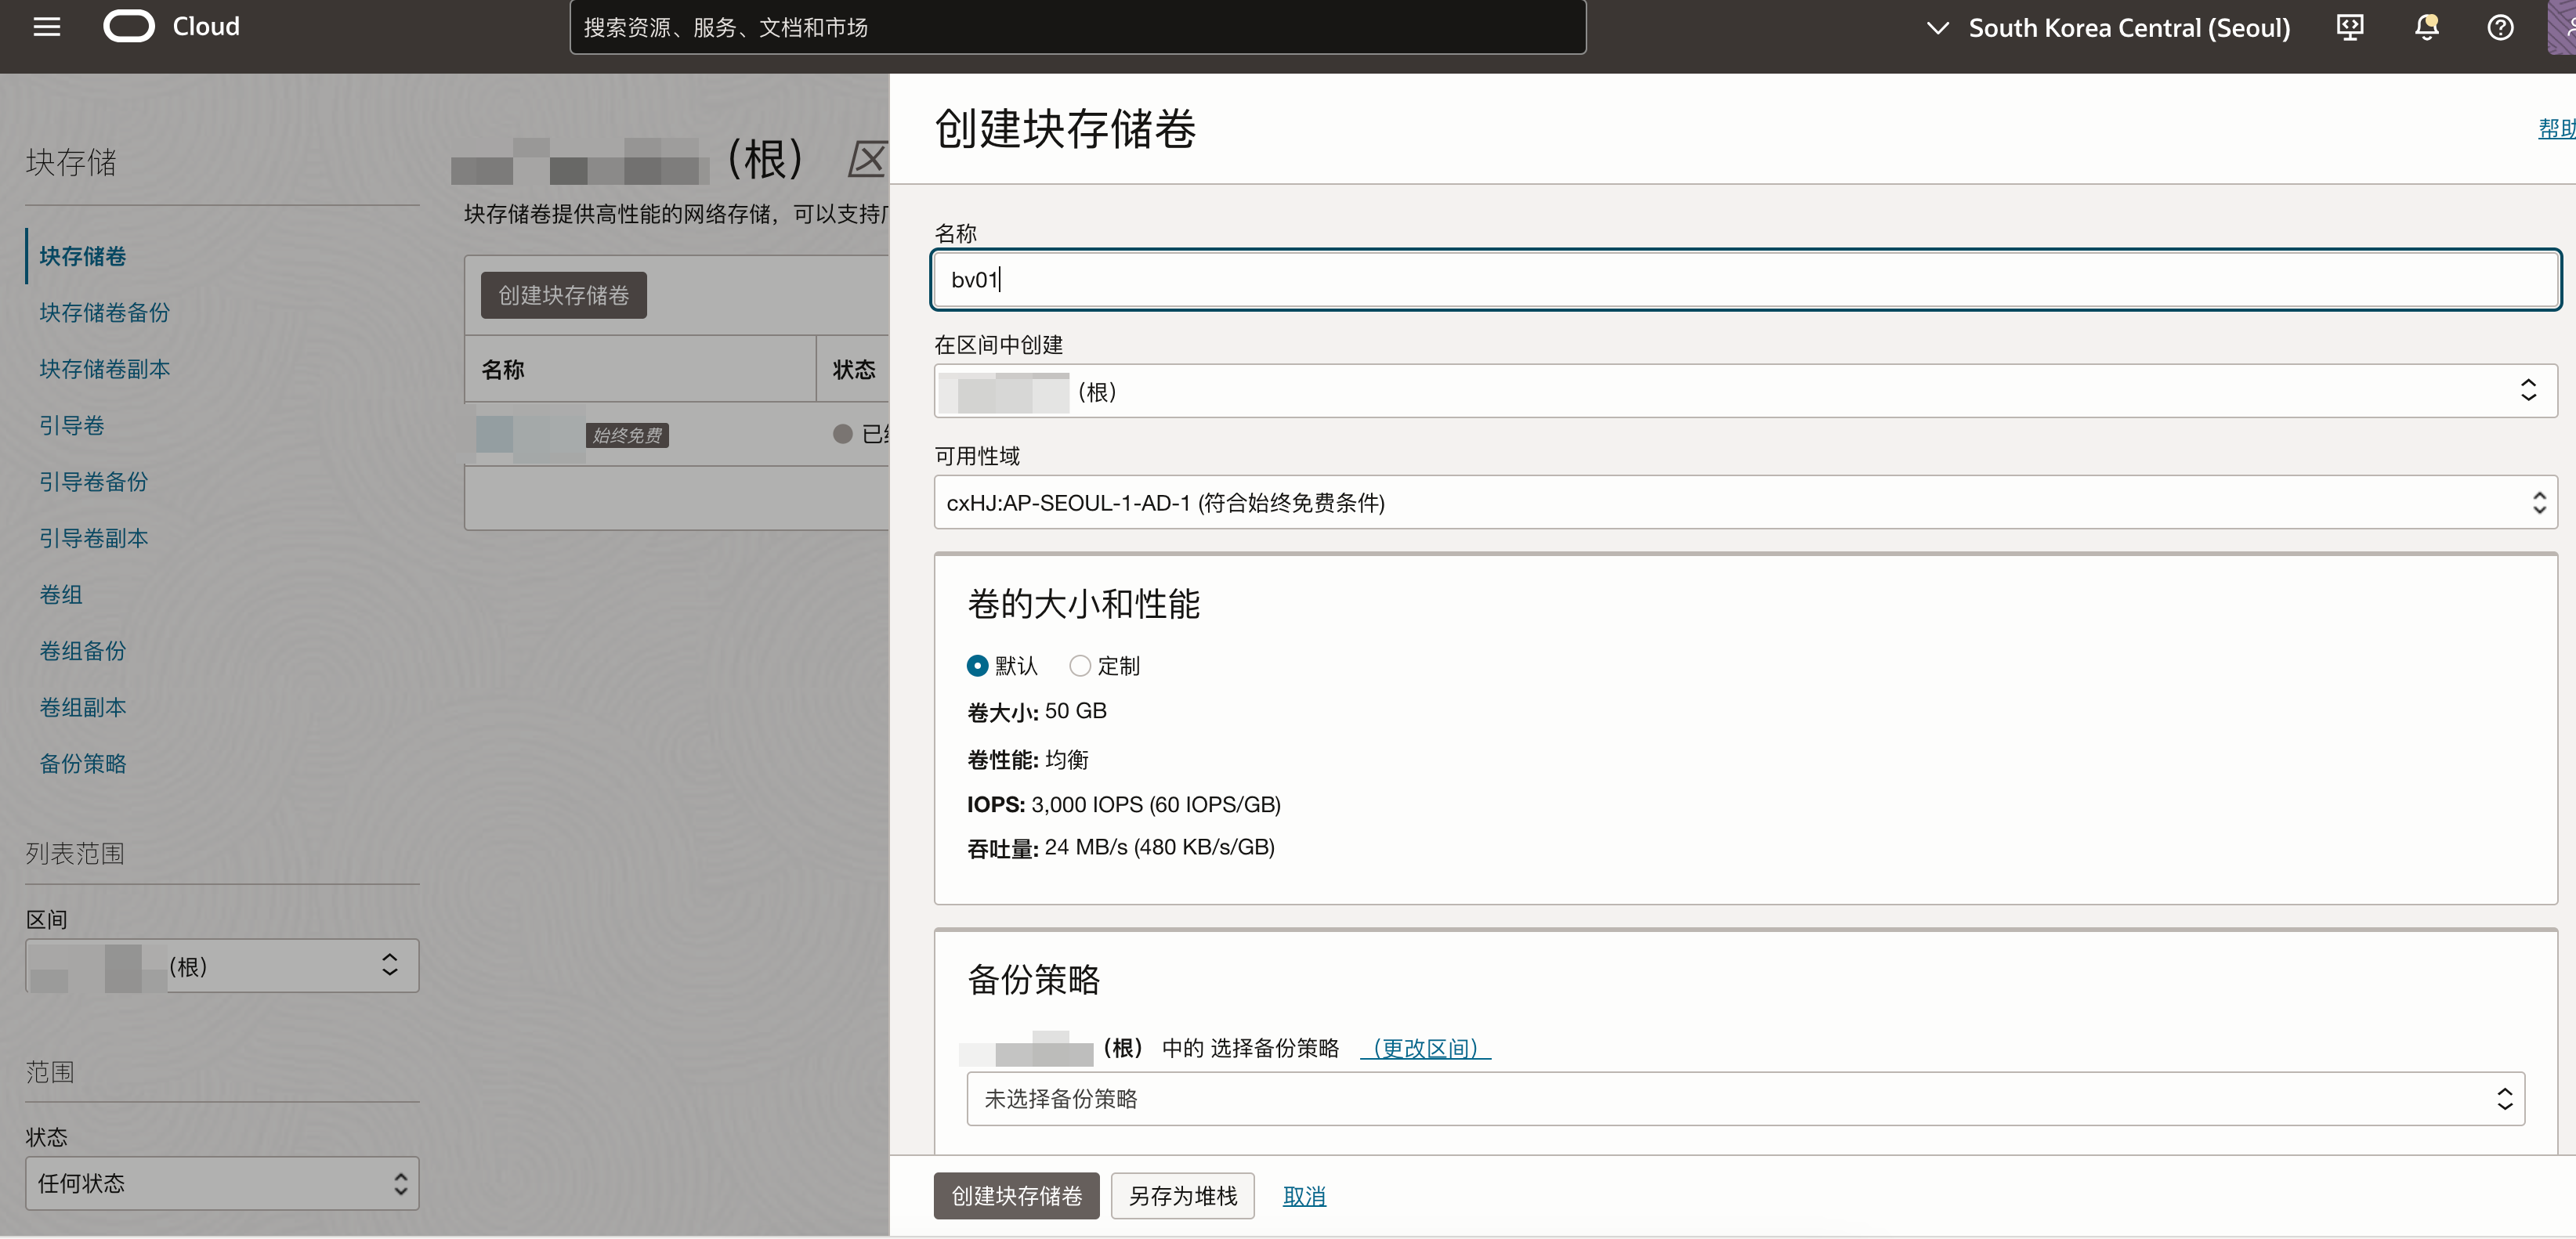 Cloud
搜索资源、服务、文档和市场
South Korea Central (Seoul)
块存储
块存储卷
块存储卷备份
块存储卷副本
引导卷
引导卷备份
引导卷副本
卷组
卷组备份
卷组副本
备份策略
列表范围
区间
(根)
范围
状态
任何状态
(根) 区
块存储卷提供高性能的网络存储，可以支持
创建块存储卷
名称
状态
始终免费
已
创建块存储卷
帮助
名称
bv01
在区间中创建
(根)
可用性域
cxHJ:AP-SEOUL-1-AD-1 (符合始终免费条件)
卷的大小和性能
默认
定制
卷大小: 50 GB
卷性能: 均衡
IOPS: 3,000 IOPS (60 IOPS/GB)
吞吐量: 24 MB/s (480 KB/s/GB)
备份策略
(根) 中的 选择备份策略 (更改区间)
未选择备份策略
创建块存储卷
另存为堆栈
取消